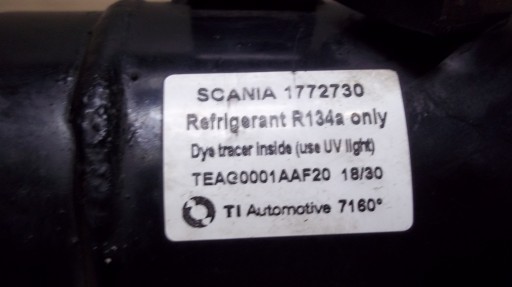 SCANIA 1772730
Refrigerant R134a only
Dye tracer inside (use UV light)
TEAG0001AAF20 18/30
TI Automotive 7160°